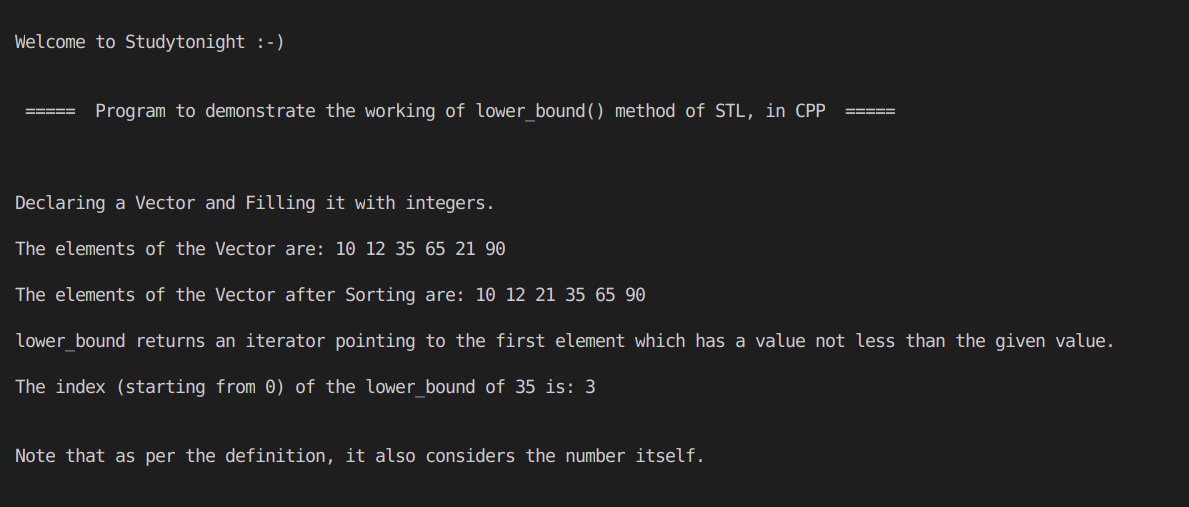 Welcome to Studytonight :-)
===== Program to demonstrate the working of lower_bound() method of STL, in CPP =====
Declaring a Vector and Filling it with integers.
The elements of the Vector are: 10 12 35 65 21 90
The elements of the Vector after Sorting are: 10 12 21 35 65 90
lower_bound returns an iterator pointing to the first element which has a value not less than the given value.
The index (starting from 0) of the lower_bound of 35 is: 3
Note that as per the definition, it also considers the number itself.